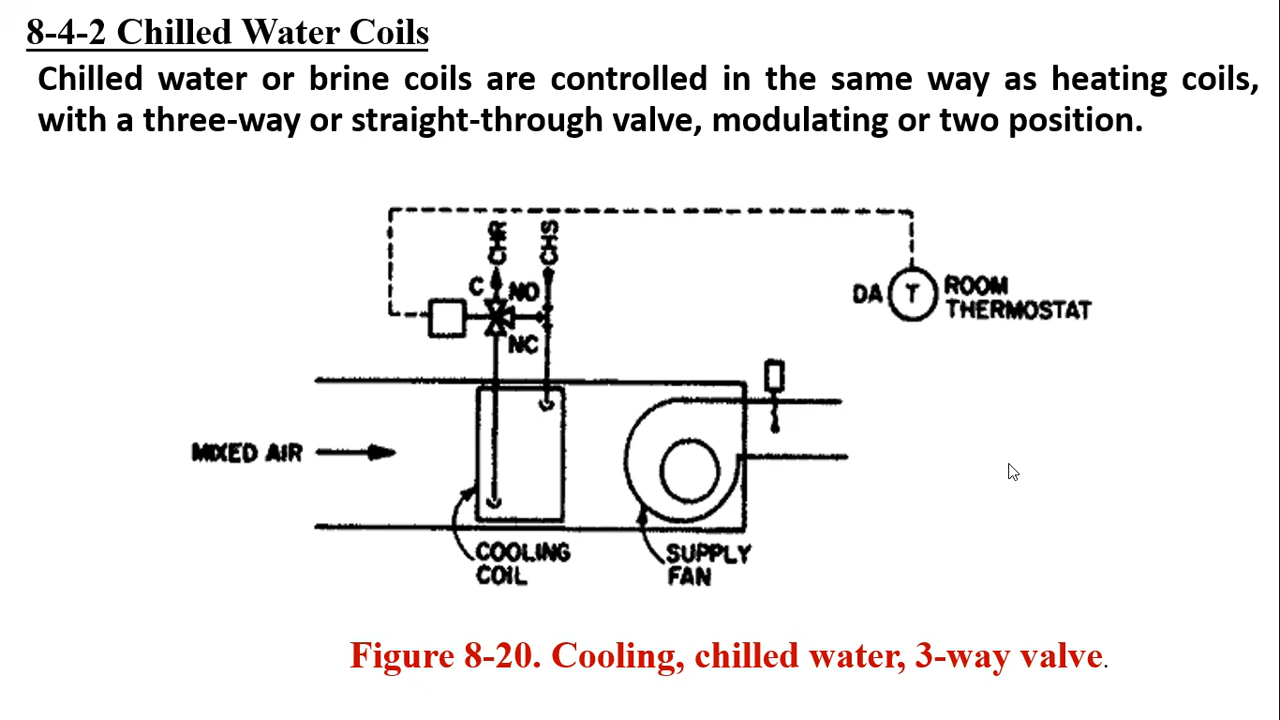 8-4-2 Chilled Water Coils
Chilled water or brine coils are controlled in the same way as heating coils,
with a three-way or straight-through valve, modulating or two position.
CHR
CHS
C
NO
NC
DA
T
ROOM
THERMOSTAT
MIXED AIR
COOLING
COIL
SUPPLY
FAN
Figure 8-20. Cooling, chilled water, 3-way valve.